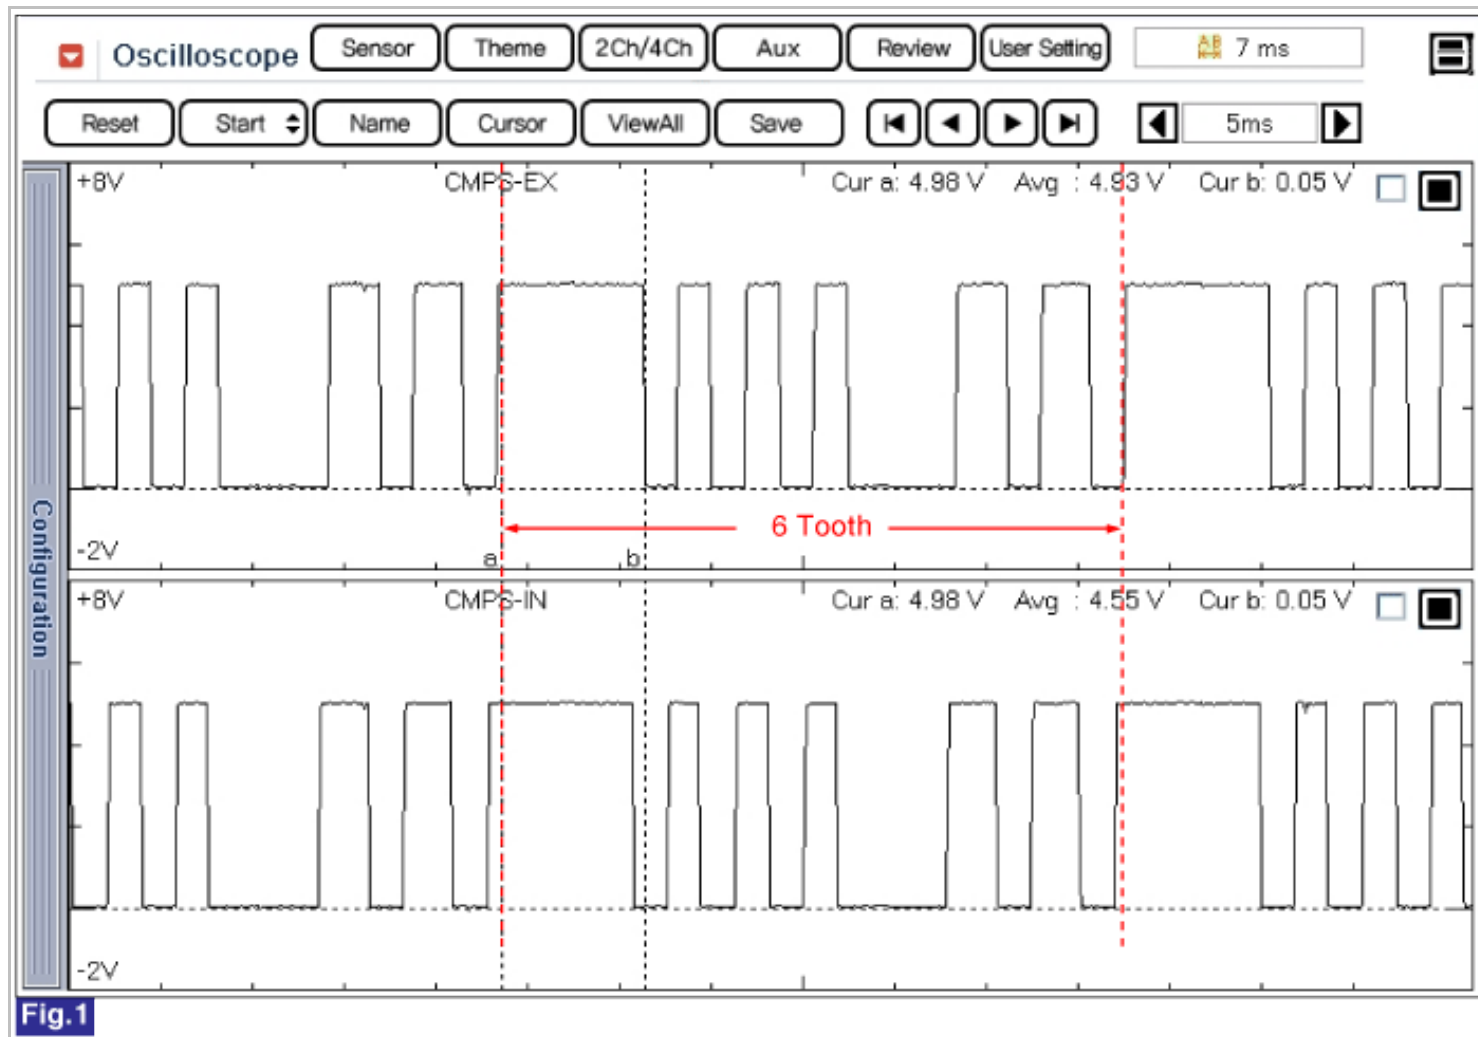 Oscilloscope Sensor Theme 2Ch/4Ch Aux Review User Setting 7 ms
Reset Start Name Cursor ViewAll Save 5ms
+8V CMPS-EX Cur a: 4.98 V Avg : 4.93 V Cur b: 0.05 V
6 Tooth
-2V a b
+8V CMPS-IN Cur a: 4.98 V Avg : 4.55 V Cur b: 0.05 V
-2V
Configuration
Fig.1